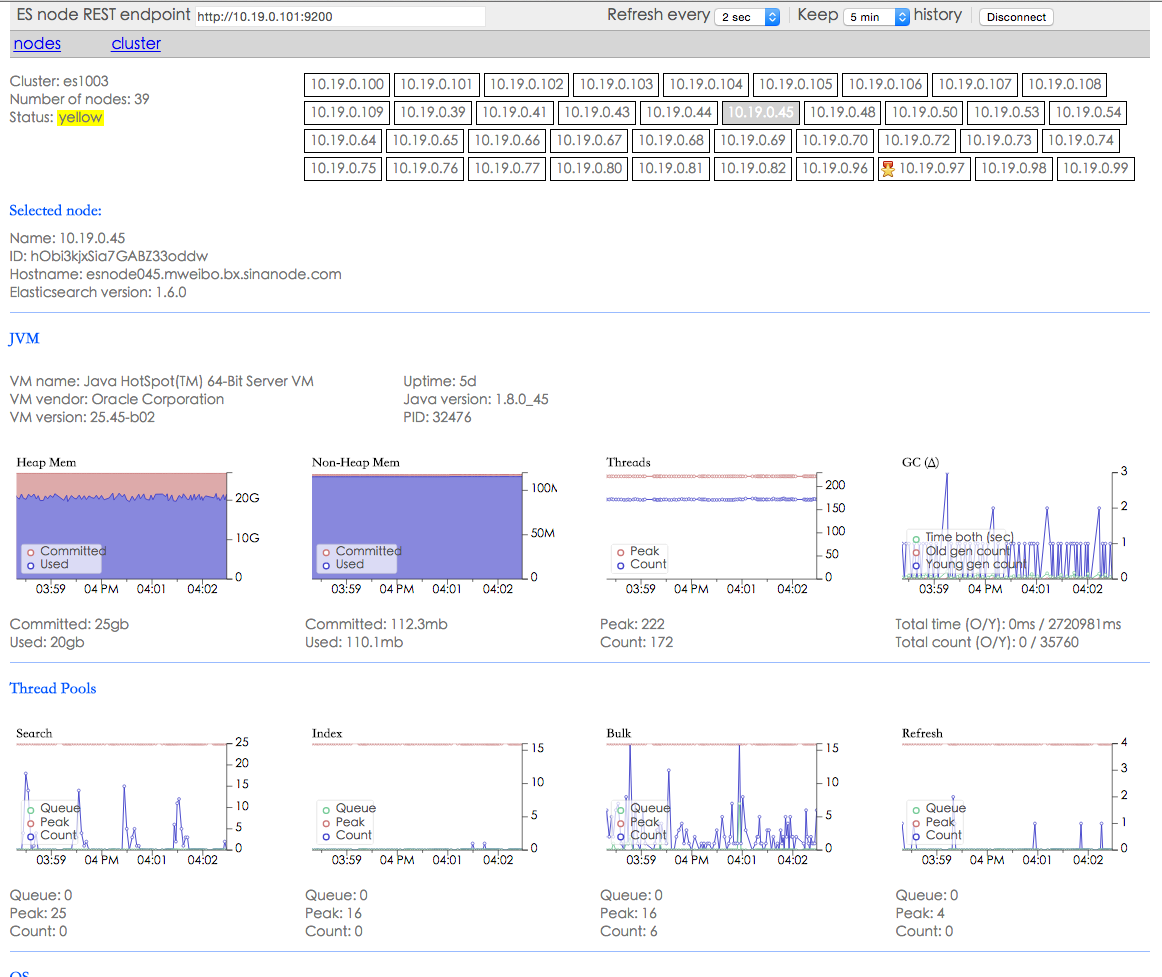 ES node REST endpoint http://10.19.0.101:9200 Refresh every 2 sec Keep 5 min history Disconnect
nodes cluster
Cluster: es1003
Number of nodes: 39
Status: yellow
10.19.0.100 10.19.0.101 10.19.0.102 10.19.0.103 10.19.0.104 10.19.0.105 10.19.0.106 10.19.0.107 10.19.0.108
10.19.0.109 10.19.0.39 10.19.0.41 10.19.0.43 10.19.0.44 10.19.0.45 10.19.0.48 10.19.0.50 10.19.0.53 10.19.0.54
10.19.0.64 10.19.0.65 10.19.0.66 10.19.0.67 10.19.0.68 10.19.0.69 10.19.0.70 10.19.0.72 10.19.0.73 10.19.0.74
10.19.0.75 10.19.0.76 10.19.0.77 10.19.0.80 10.19.0.81 10.19.0.82 10.19.0.96 10.19.0.97 10.19.0.98 10.19.0.99
Selected node:
Name: 10.19.0.45
ID: hObi3kjxSia7GABZ33oddw
Hostname: esnode045.mweibo.bx.sinanode.com
Elasticsearch version: 1.6.0
JVM
VM name: Java HotSpot(TM) 64-Bit Server VM Uptime: 5d
VM vendor: Oracle Corporation Java version: 1.8.0_45
VM version: 25.45-b02 PID: 32476
Heap Mem
20G
10G
0
Committed
Used
03:59 04 PM 04:01 04:02
Committed: 25gb
Used: 20gb
Non-Heap Mem
100M
50M
0
Committed
Used
03:59 04 PM 04:01 04:02
Committed: 112.3mb
Used: 110.1mb
Threads
200
150
100
50
0
Peak
Count
03:59 04 PM 04:01 04:02
Peak: 222
Count: 172
GC (Δ)
3
2
1
0
Time both (sec)
Old gen count
Young gen count
03:59 04 PM 04:01 04:02
Total time (O/Y): 0ms / 2720981ms
Total count (O/Y): 0 / 35760
Thread Pools
Search
25
20
15
10
5
0
Queue
Peak
Count
03:59 04 PM 04:01 04:02
Queue: 0
Peak: 25
Count: 0
Index
15
10
5
0
Queue
Peak
Count
03:59 04 PM 04:01 04:02
Queue: 0
Peak: 16
Count: 0
Bulk
15
10
5
0
Queue
Peak
Count
03:59 04 PM 04:01 04:02
Queue: 0
Peak: 16
Count: 6
Refresh
4
3
2
1
0
Queue
Peak
Count
03:59 04 PM 04:01 04:02
Queue: 0
Peak: 4
Count: 0
OS